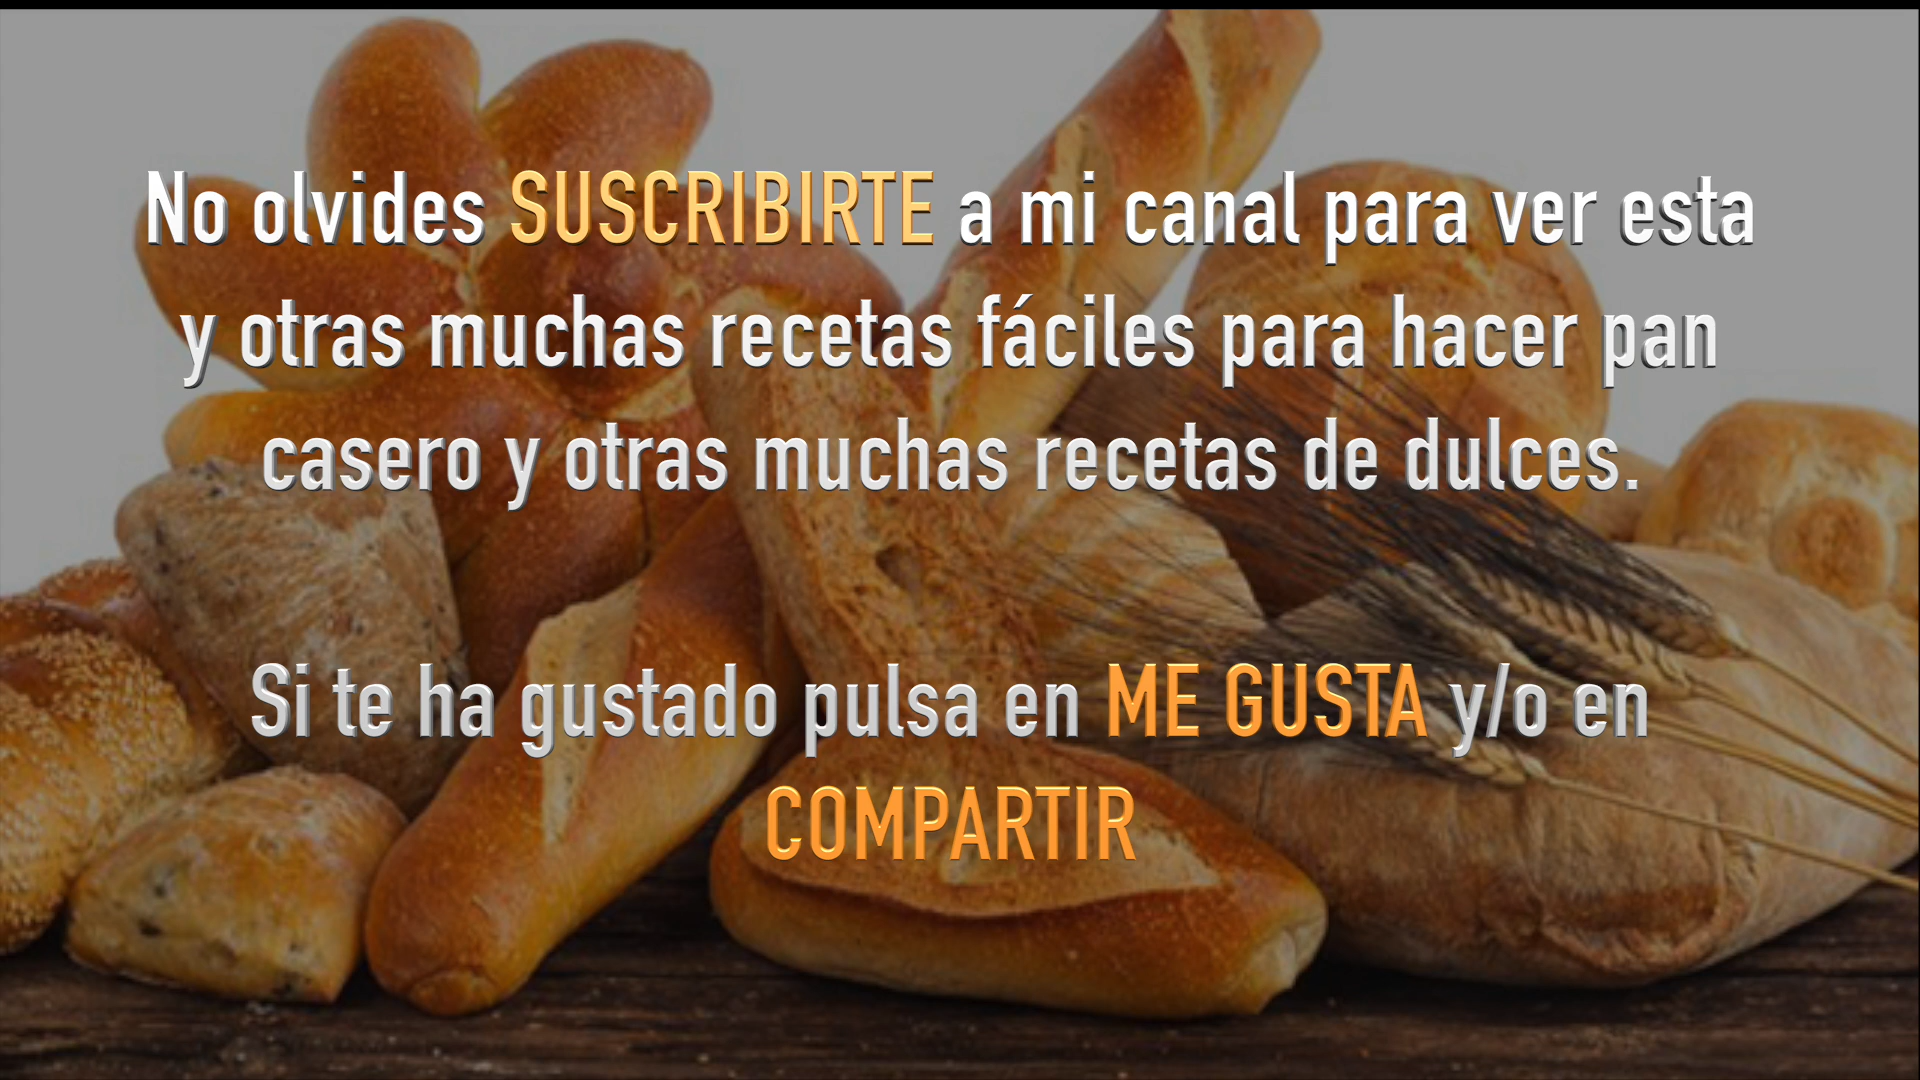 No olvides SUSCRIBIRTE a mi canal para ver esta
y otras muchas recetas fáciles para hacer pan
casero y otras muchas recetas de dulces.
Si te ha gustado pulsa en ME GUSTA y/o en
COMPARTIR